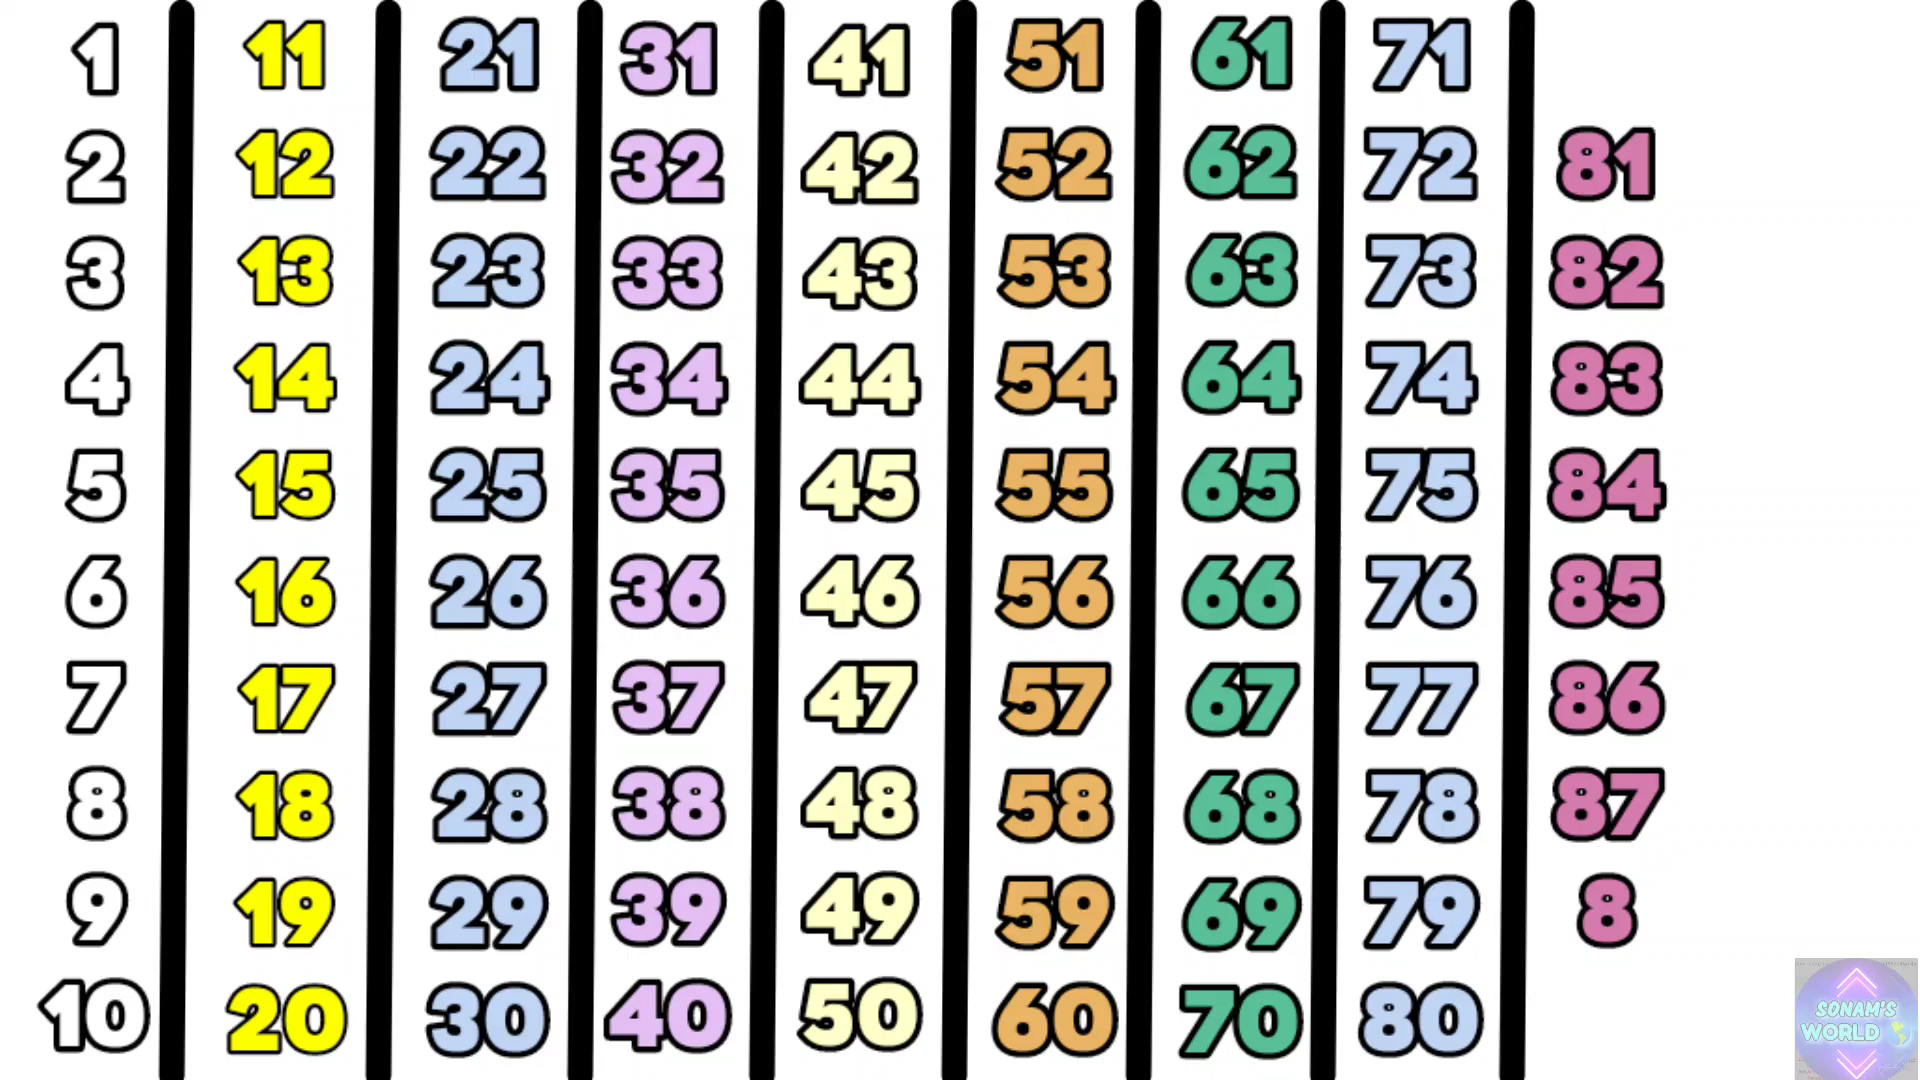 1 11 21 31 41 51 61 71
2 12 22 32 42 52 62 72 81
3 13 23 33 43 53 63 73 82
4 14 24 34 44 54 64 74 83
5 15 25 35 45 55 65 75 84
6 16 26 36 46 56 66 76 85
7 17 27 37 47 57 67 77 86
8 18 28 38 48 58 68 78 87
9 19 29 39 49 59 69 79 8
10 20 30 40 50 60 70 80
SONAM'S
WORLD